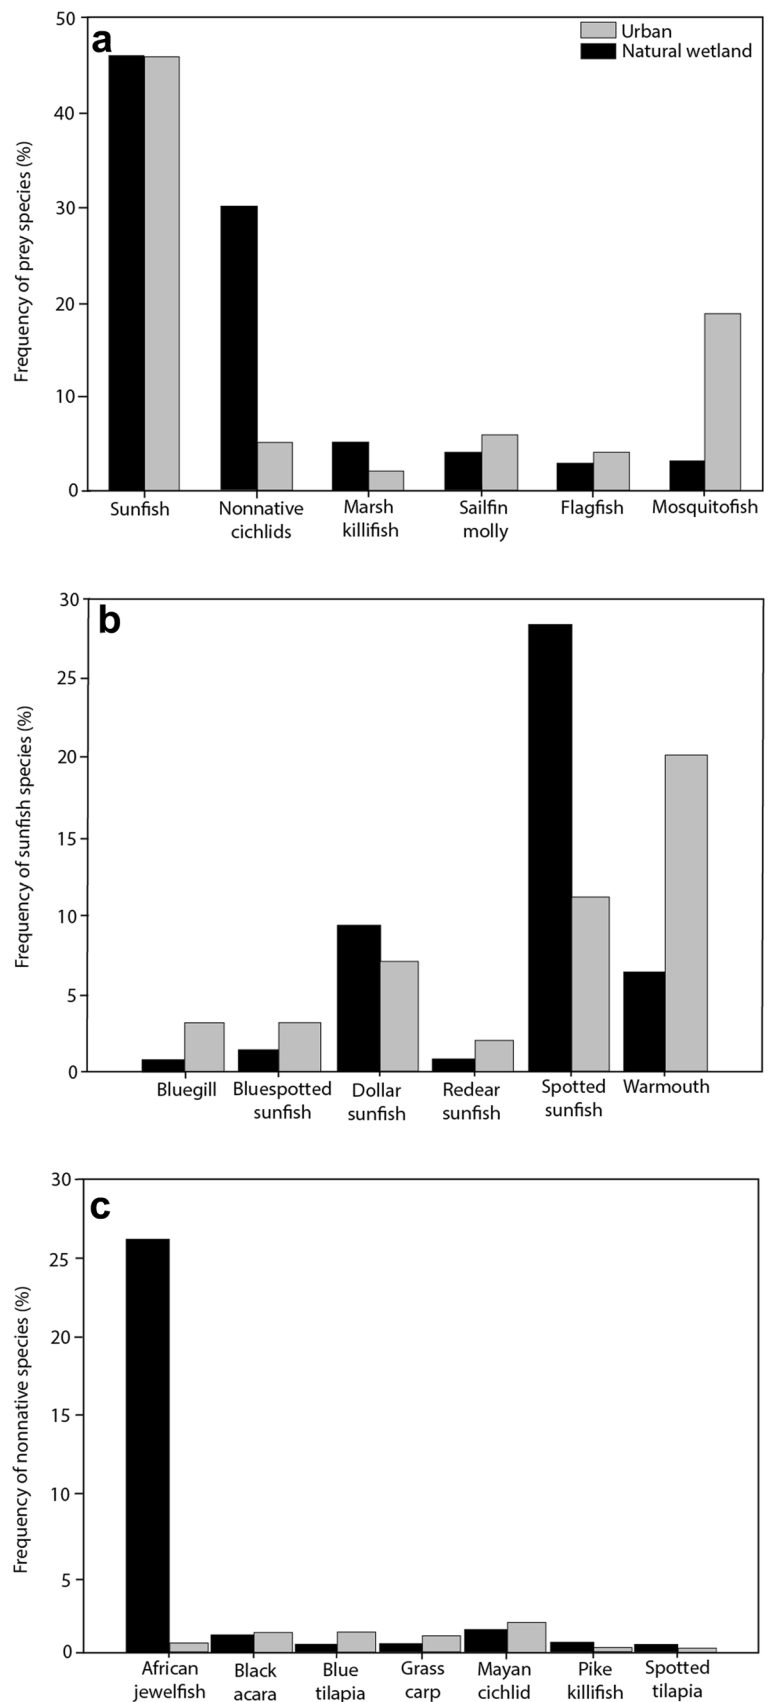 a
Urban
Natural wetland
Frequency of prey species (%)
50
40
30
20
10
0
Sunfish
Nonnative
cichlids
Marsh
killifish
Sailfin
molly
Flagfish
Mosquitofish
b
Frequency of sunfish species (%)
30
25
20
15
10
5
0
Bluegill
Bluespotted
sunfish
Dollar
sunfish
Redear
sunfish
Spotted
sunfish
Warmouth
c
Frequency of nonnative species (%)
30
25
20
15
10
5
0
African
jewelfish
Black
acara
Blue
tilapia
Grass
carp
Mayan
cichlid
Pike
killifish
Spotted
tilapia